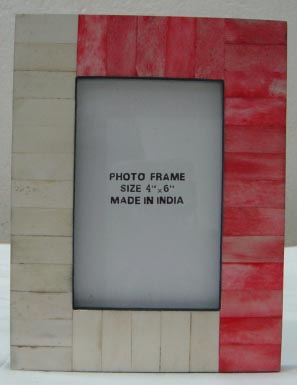 PHOTO FRAME
SIZE 4"x6"
MADE IN INDIA